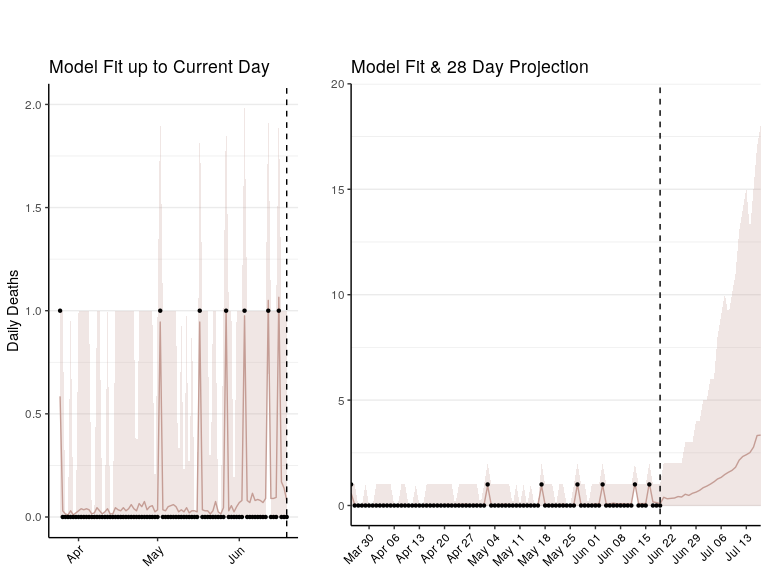 Model Fit up to Current Day
Model Fit & 28 Day Projection
Daily Deaths
2.0
1.5
1.0
0.5
0.0
Apr
May
Jun
20
15
10
5
0
Mar 30
Apr 06
Apr 13
Apr 20
Apr 27
May 04
May 11
May 18
May 25
Jun 01
Jun 08
Jun 15
Jun 22
Jun 29
Jul 06
Jul 13